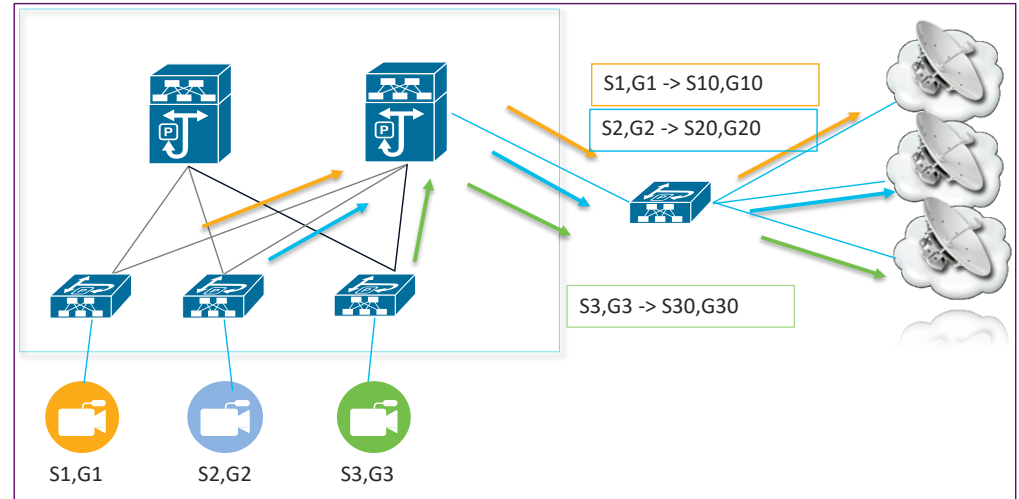 S1,G1 -> S10,G10
S2,G2 -> S20,G20
S3,G3 -> S30,G30
S1,G1
S2,G2
S3,G3
P
P
P
P
P